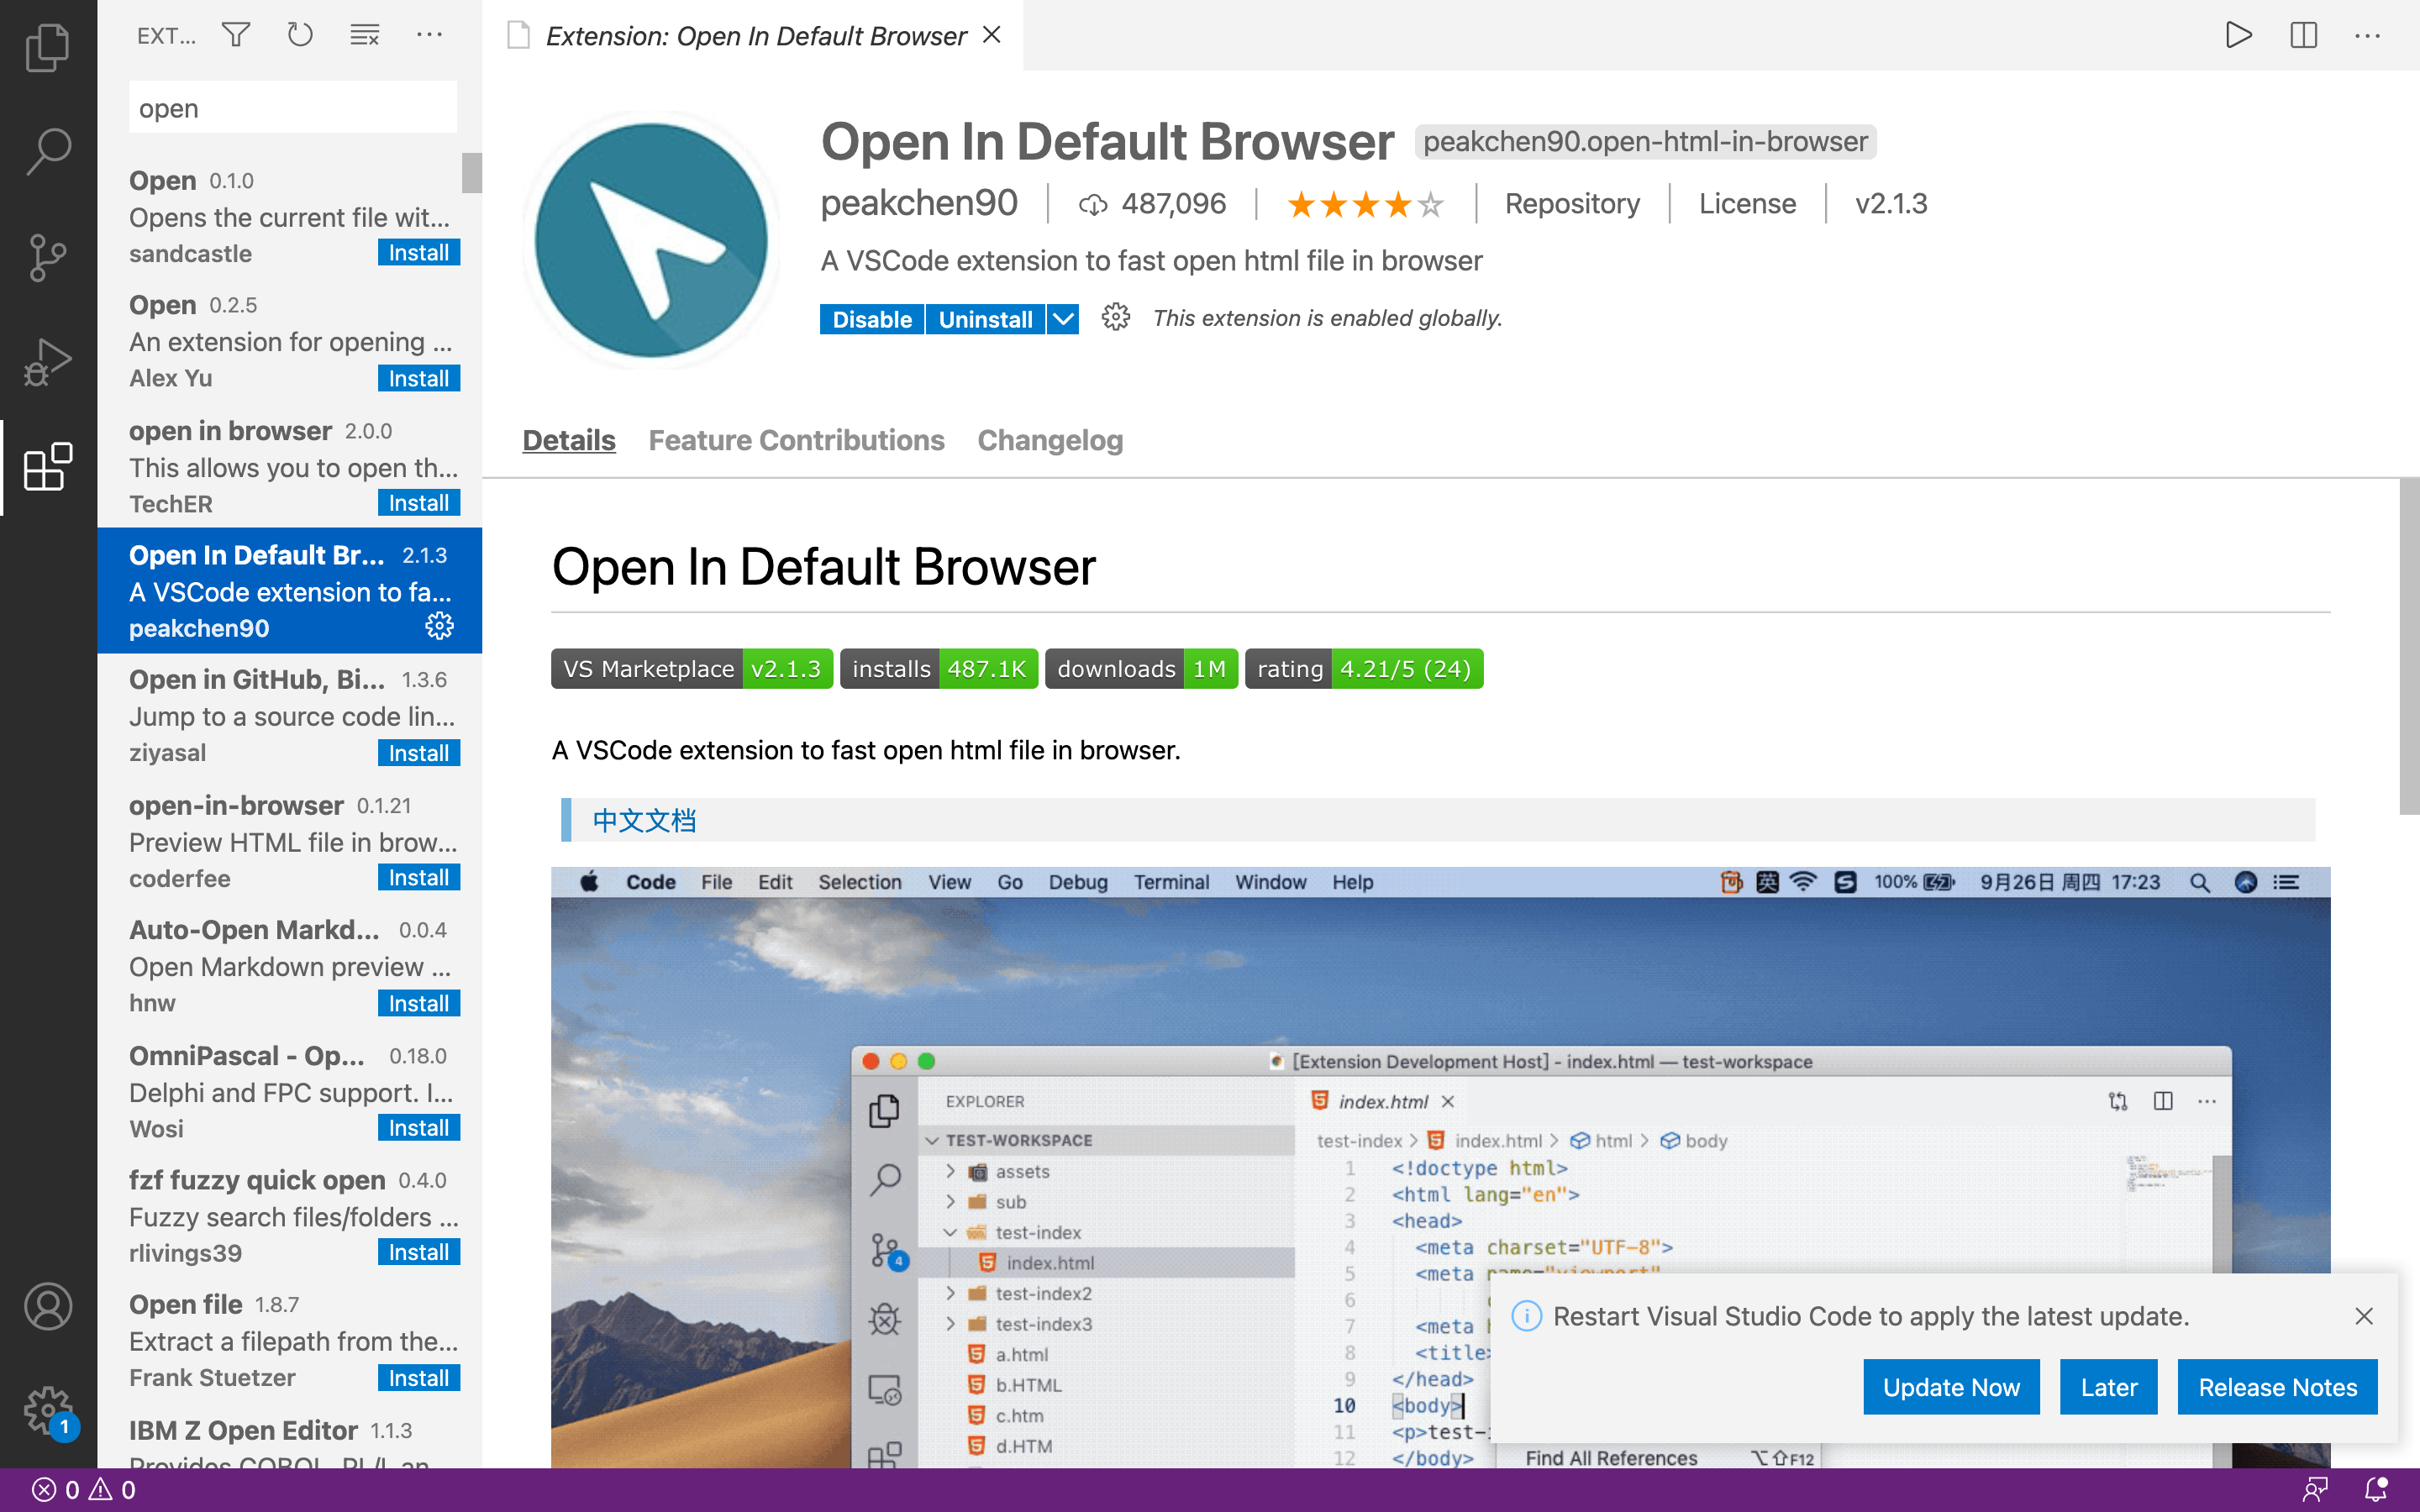 EXT...
open
Open 0.1.0
Opens the current file wit...
sandcastle Install
Open 0.2.5
An extension for opening ...
Alex Yu Install
open in browser 2.0.0
This allows you to open th...
TechER Install
Open In Default Br... 2.1.3
A VSCode extension to fa...
peakchen90
Open in GitHub, Bi... 1.3.6
Jump to a source code lin...
ziyasal Install
open-in-browser 0.1.21
Preview HTML file in brow...
coderfee Install
Auto-Open Markd... 0.0.4
Open Markdown preview ...
hnw Install
OmniPascal - Op... 0.18.0
Delphi and FPC support. I...
Wosi Install
fzf fuzzy quick open 0.4.0
Fuzzy search files/folders ...
rlivings39 Install
Open file 1.8.7
Extract a filepath from the...
Frank Stuetzer Install
IBM Z Open Editor 1.1.3
Provides COBOL, PL/I, an
1
Extension: Open In Default Browser
Open In Default Browser peakchen90.open-html-in-browser
peakchen90 487,096 Repository License v2.1.3
A VSCode extension to fast open html file in browser
Disable Uninstall This extension is enabled globally.
Details Feature Contributions Changelog
Open In Default Browser
VS Marketplace v2.1.3 installs 487.1K downloads 1M rating 4.21/5 (24)
A VSCode extension to fast open html file in browser.
中文文档
Code File Edit Selection View Go Debug Terminal Window Help 英 100% 9月26日 周四 17:23
[Extension Development Host] - index.html — test-workspace
EXPLORER
TEST-WORKSPACE
assets
sub
test-index
index.html
test-index2
test-index3
a.html
b.HTML
c.htm
d.HTM
4
index.html
test-index > index.html > html > body
1 <!doctype html>
2 <html lang="en">
3 <head>
4 <meta charset="UTF-8">
5 <meta name="viewport"
6
7 <meta
8 <title>
9 </head>
10 <body>
11 <p>test-
12 </body>
Find All References ⌥⇧F12
Restart Visual Studio Code to apply the latest update.
Update Now Later Release Notes
0 0